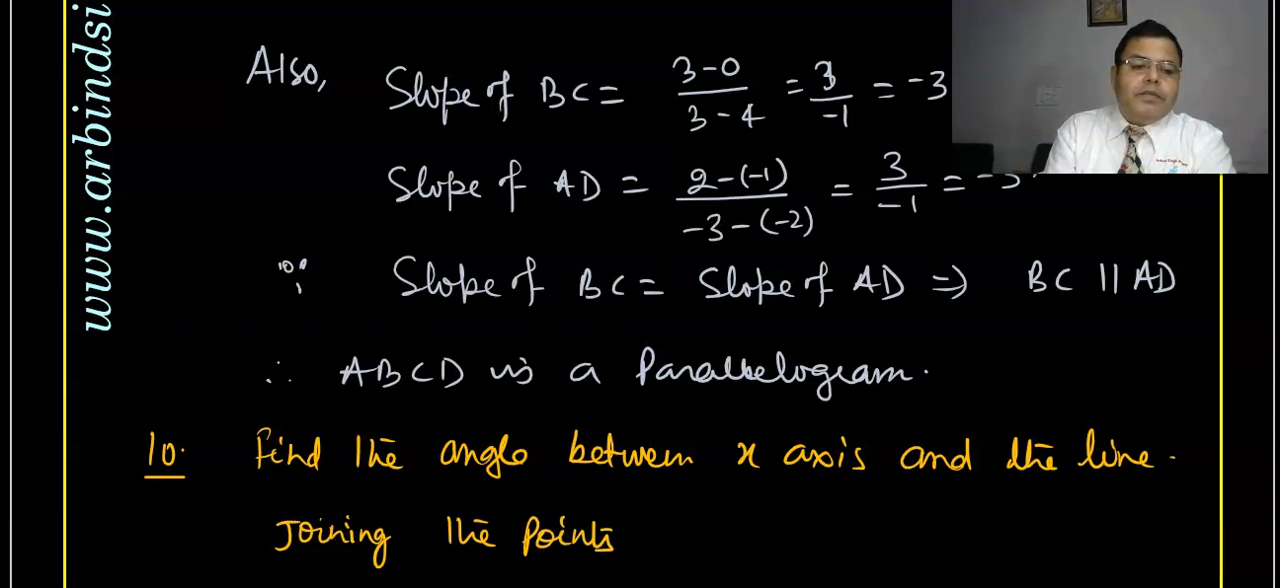 www.arbindsi
Also, Slope of BC = 3-0 / 3-4 = 3 / -1 = -3
Slope of AD = 2-(-1) / -3-(-2) = 3 / -1 = -3
∵ Slope of BC = Slope of AD ⇒ BC || AD
∴ ABCD is a Parallelogram.
10. Find the angle between x axis and the line.
Joining the points